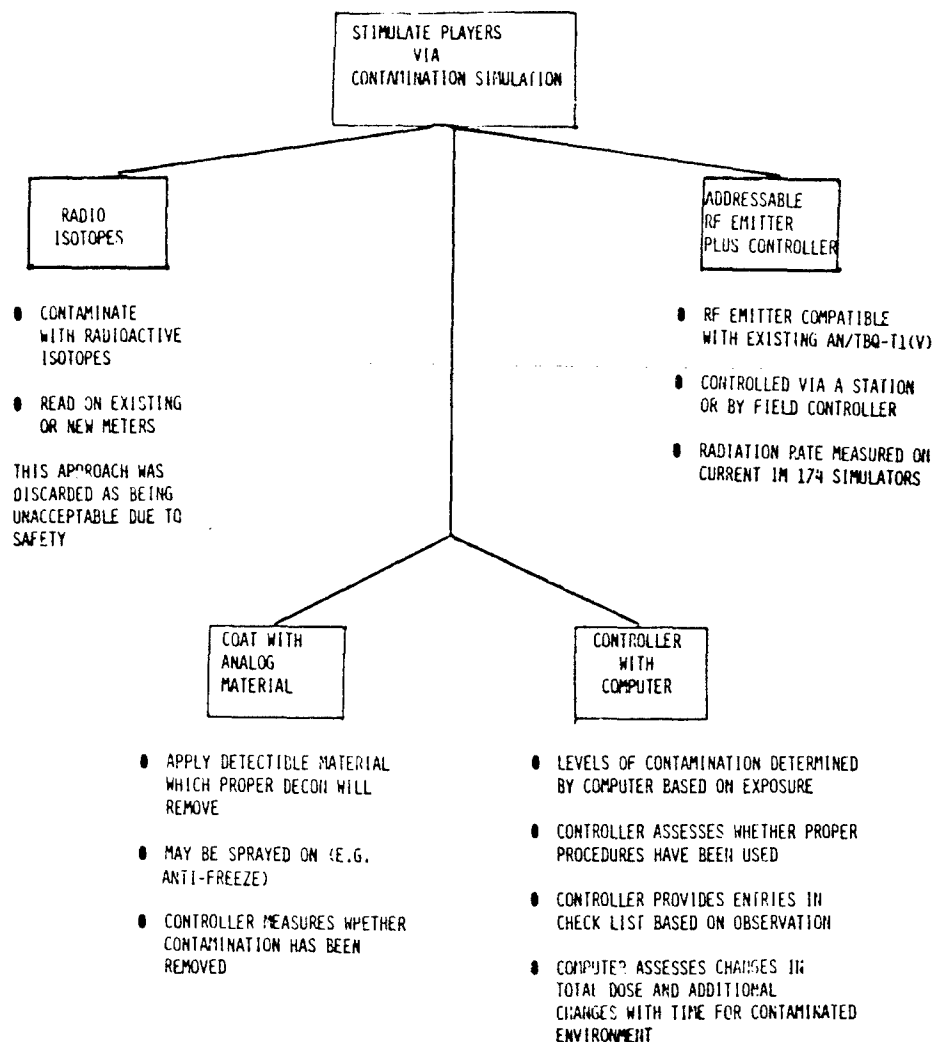 STIMULATE PLAYERS
VIA
CONTAMINATION SIMULATION
RADIO
ISOTOPES
● CONTAMINATE
WITH RADIOACTIVE
ISOTOPES
● READ ON EXISTING
OR NEW METERS
THIS APPROACH WAS
DISCARDED AS BEING
UNACCEPTABLE DUE TO
SAFETY
ADDRESSABLE
RF EMITTER
PLUS CONTROLLER
● RF EMITTER COMPATIBLE
WITH EXISTING AN/TBQ-T1(V)
● CONTROLLED VIA A STATION
OR BY FIELD CONTROLLER
● RADIATION RATE MEASURED ON
CURRENT IM 174 SIMULATORS
COAT WITH
ANALOG
MATERIAL
● APPLY DETECTIBLE MATERIAL
WHICH PROPER DECON WILL
REMOVE
● MAY BE SPRAYED ON (E.G.
ANTI-FREEZE)
● CONTROLLER MEASURES WHETHER
CONTAMINATION HAS BEEN
REMOVED
CONTROLLER
WITH
COMPUTER
● LEVELS OF CONTAMINATION DETERMINED
BY COMPUTER BASED ON EXPOSURE
● CONTROLLER ASSESSES WHETHER PROPER
PROCEDURES HAVE BEEN USED
● CONTROLLER PROVIDES ENTRIES IN
CHECK LIST BASED ON OBSERVATION
● COMPUTER ASSESSES CHANGES IN
TOTAL DOSE AND ADDITIONAL
CHANGES WITH TIME FOR CONTAMINATED
ENVIRONMENT